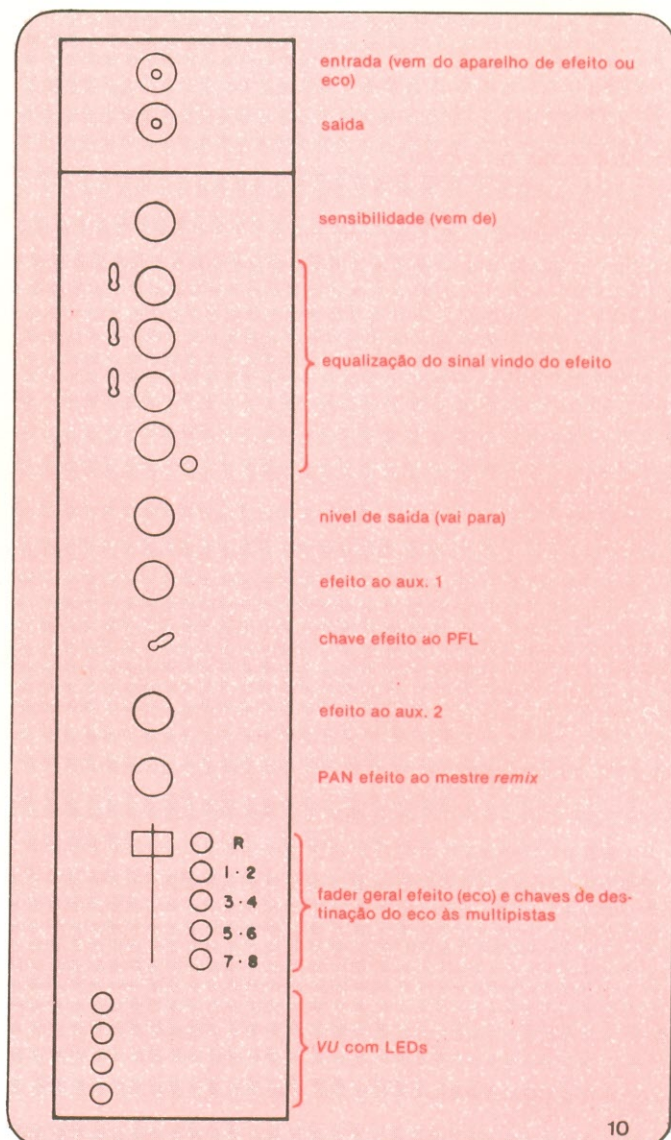 entrada (vem do aparelho de efeito ou
eco)
saída
sensibilidade (vem de)
equalização do sinal vindo do efeito
nível de saída (vai para)
efeito ao aux. 1
chave efeito ao PFL
efeito ao aux. 2
PAN efeito ao mestre remix
R
1·2
3·4
5·6
7·8
fader geral efeito (eco) e chaves de des-
tinação do eco às multipistas
VU com LEDs
10